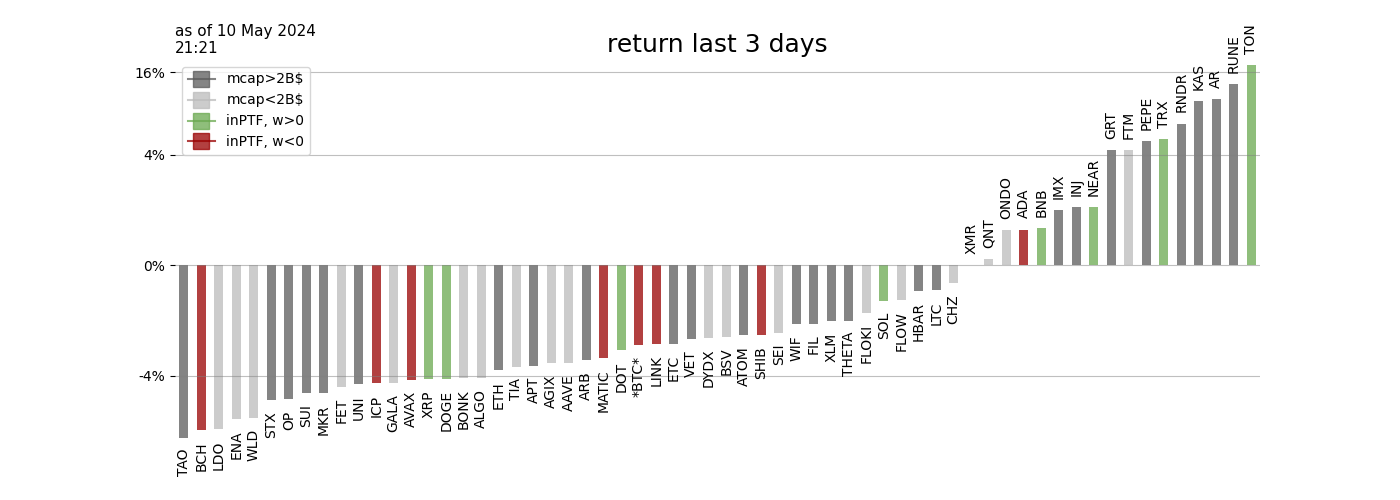 as of 10 May 2024
21:21
return last 3 days
16%
4%
0%
-4%
mcap>2B$
mcap<2B$
inPTF, w>0
inPTF, w<0
TAO
BCH
LDO
ENA
WLD
STX
OP
SUI
MKR
FET
UNI
ICP
GALA
AVAX
XRP
DOGE
BONK
ALGO
ETH
TIA
APT
AGIX
AAVE
ARB
MATIC
DOT
*BTC*
LINK
ETC
VET
DYDX
BSV
ATOM
SHIB
SEI
WIF
FIL
XLM
THETA
FLOKI
SOL
FLOW
HBAR
LTC
CHZ
XMR
QNT
ONDO
ADA
BNB
IMX
INJ
NEAR
GRT
FTM
PEPE
TRX
RNDR
KAS
AR
RUNE
TON